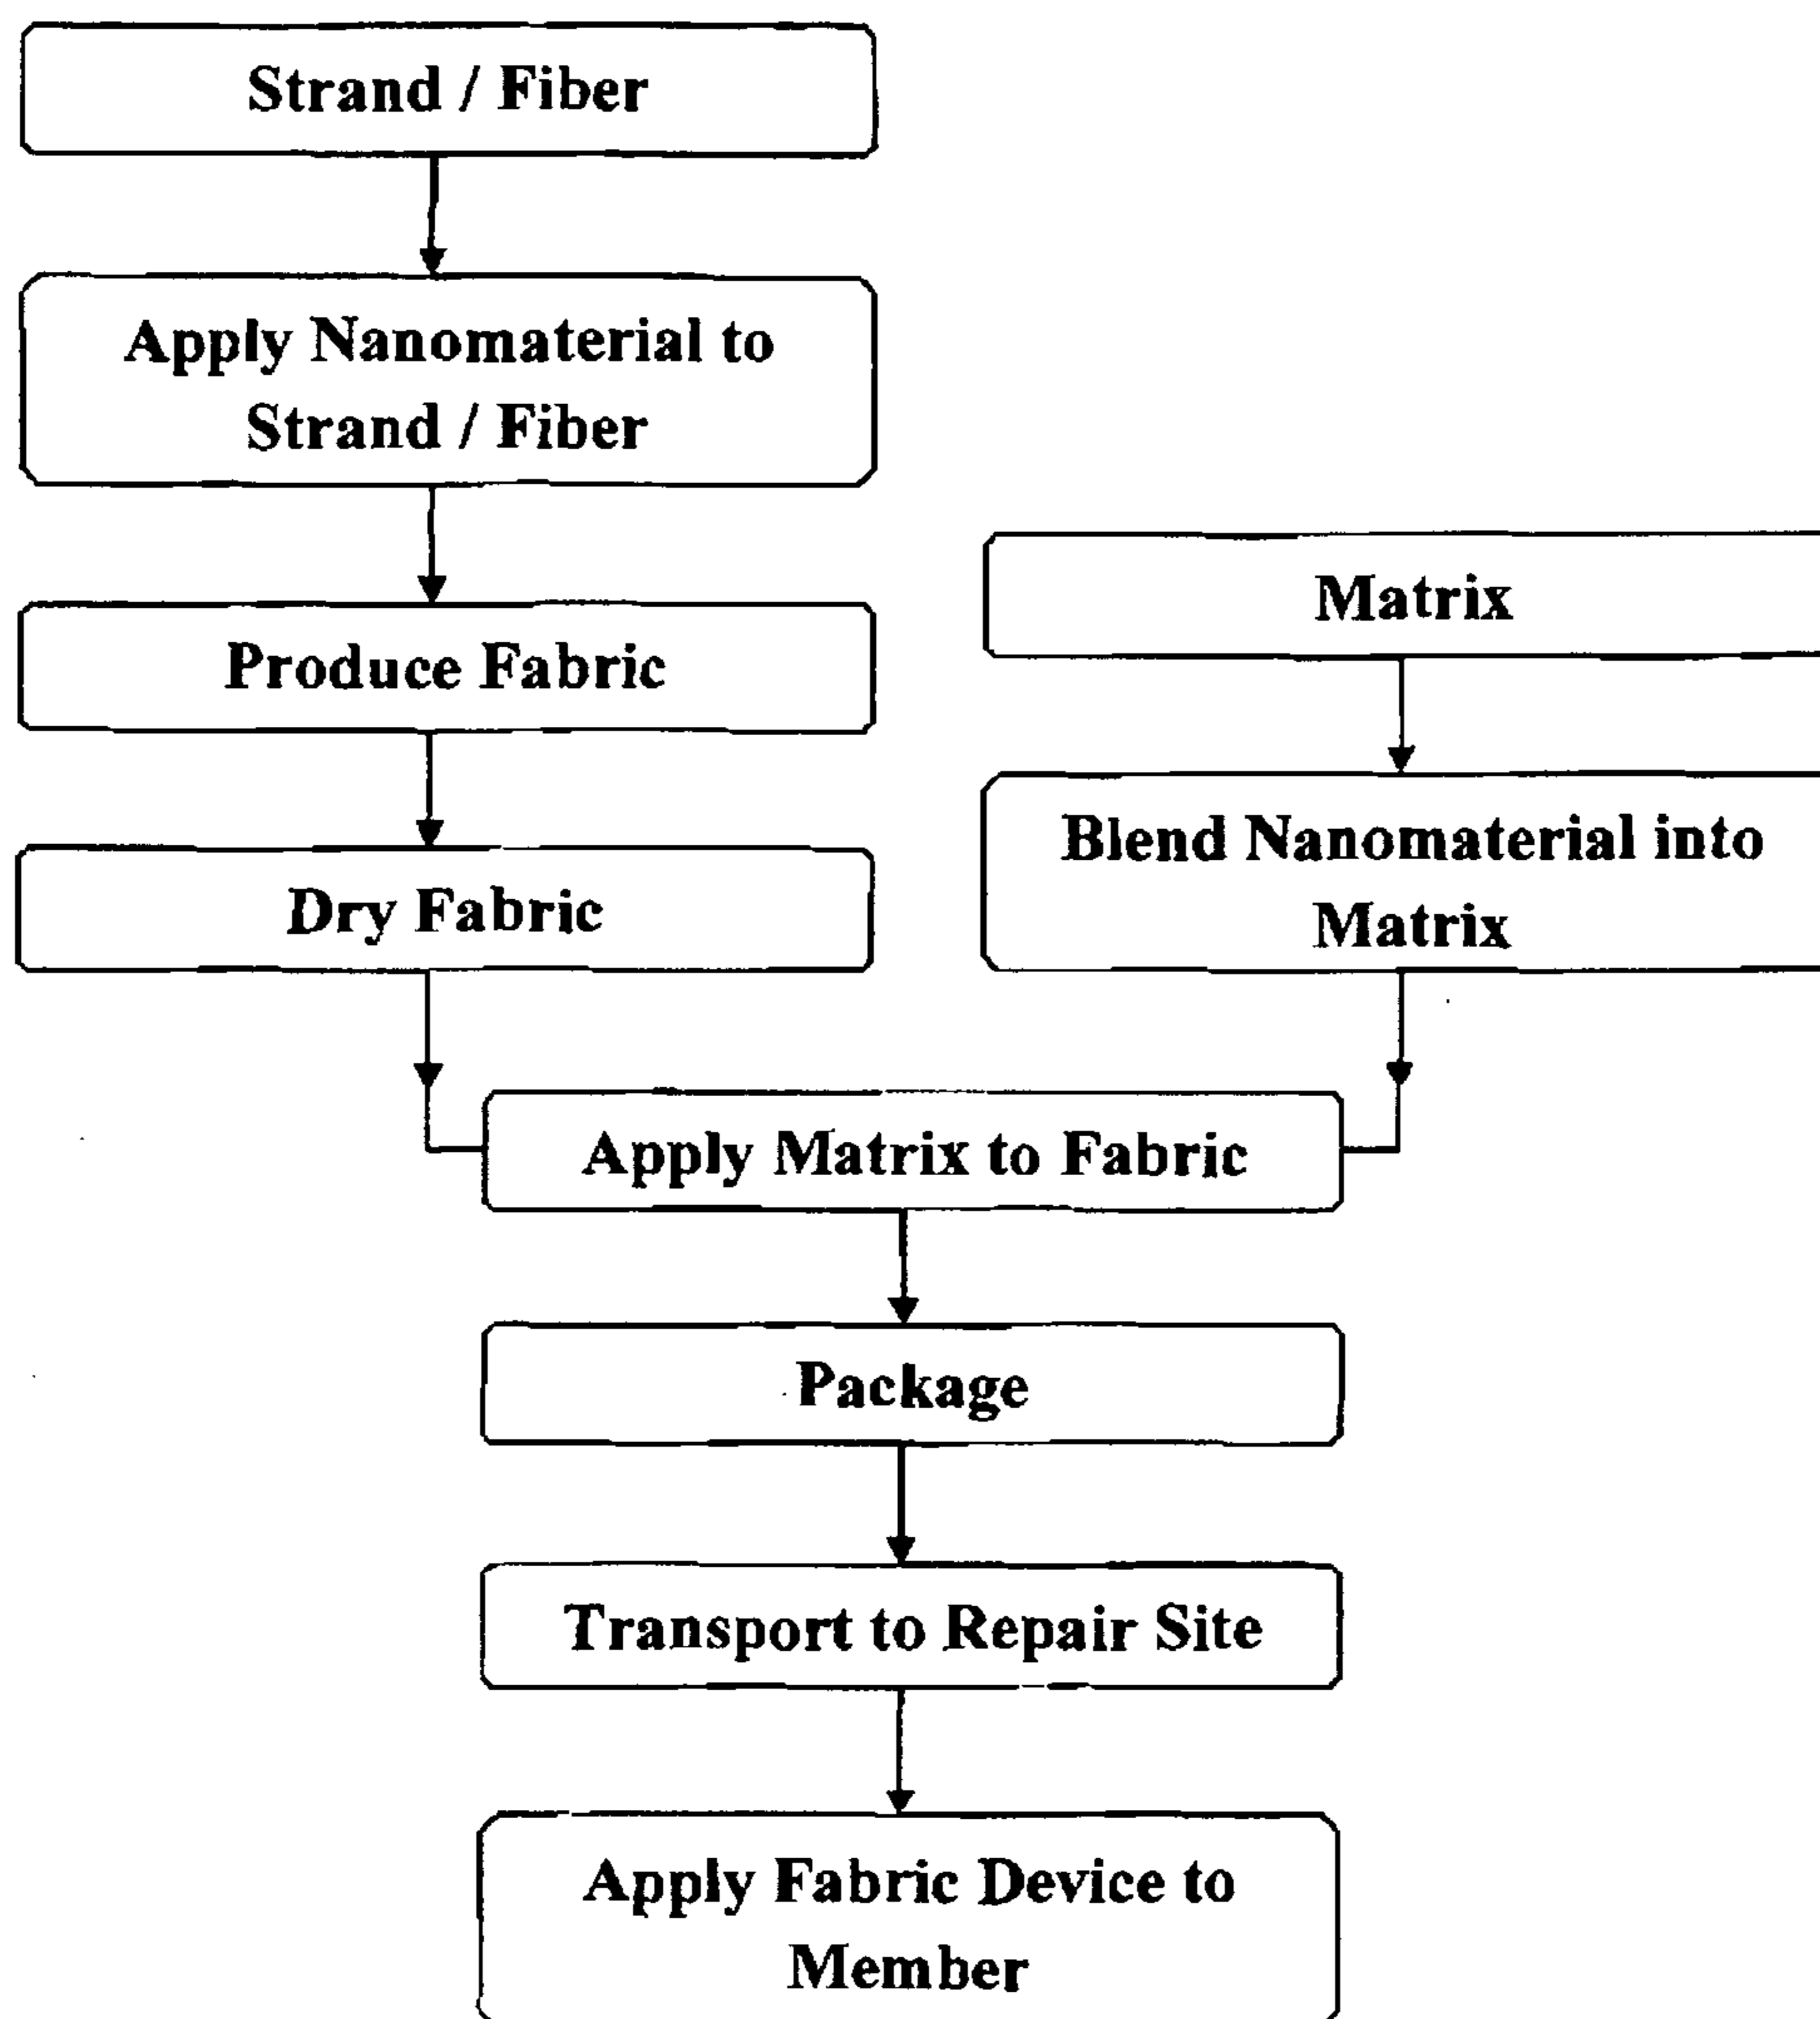 Strand / Fiber
Apply Nanomaterial to
Strand / Fiber
Produce Fabric
Dry Fabric
Matrix
Blend Nanomaterial into
Matrix
Apply Matrix to Fabric
Package
Transport to Repair Site
Apply Fabric Device to
Member